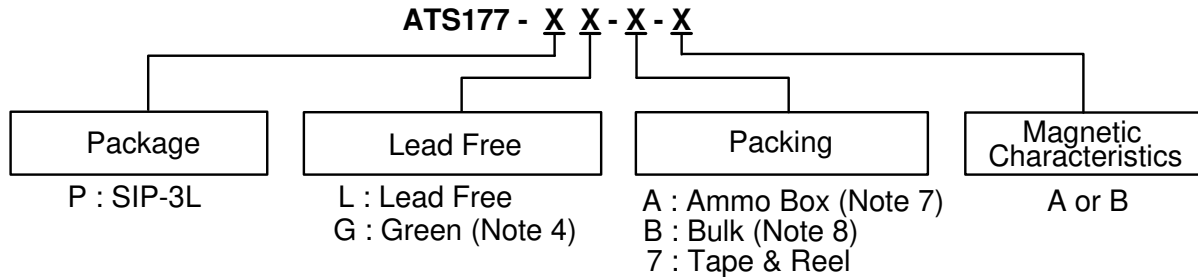 ATS177 - X X - X - X
Package
Lead Free
Packing
Magnetic
Characteristics
P : SIP-3L
L : Lead Free
G : Green (Note 4)
A : Ammo Box (Note 7)
B : Bulk (Note 8)
7 : Tape & Reel
A or B